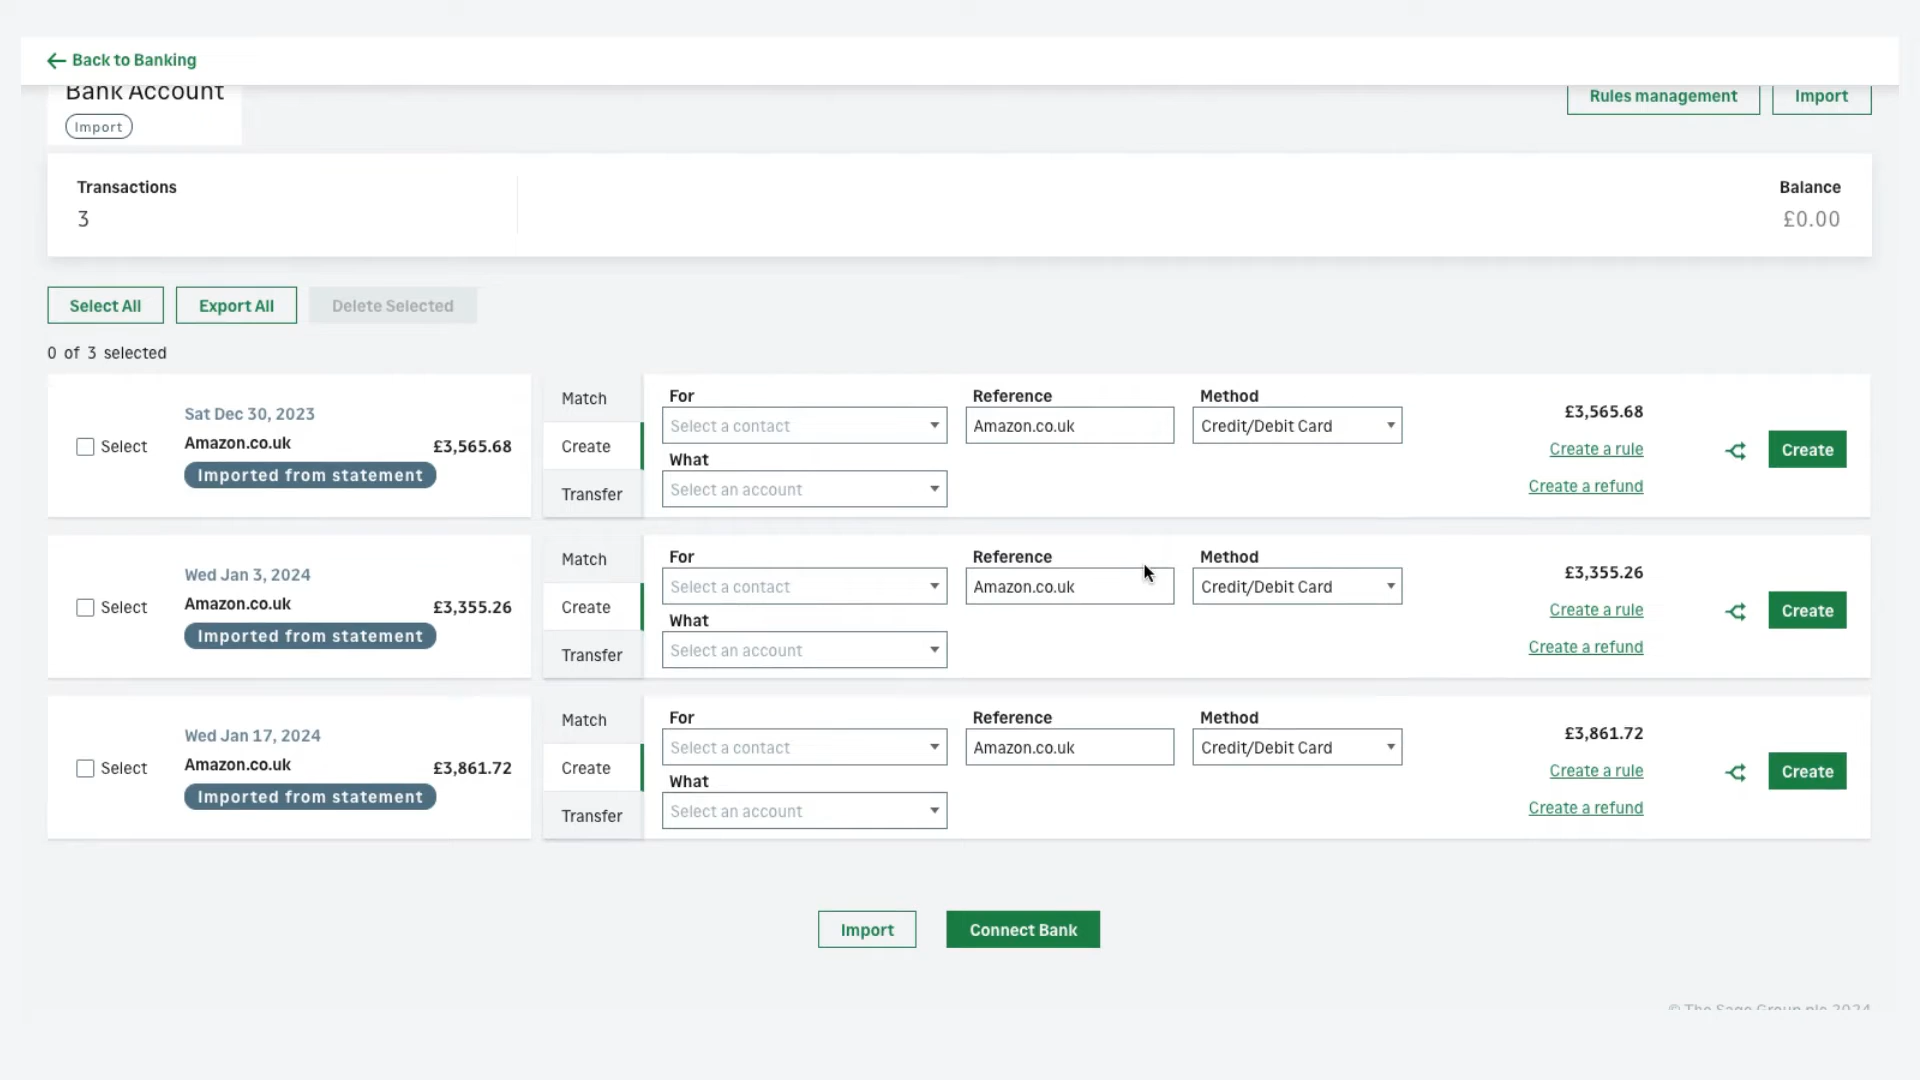 Back to Banking
Bank Account
Rules management
Import
Import
Transactions
Balance
3
£0.00
Select All
Export All
Delete Selected
0 of 3 selected
Sat Dec 30, 2023
Select
Amazon.co.uk
£3,565.68
Imported from statement
Match
Create
Transfer
For
Select a contact
Reference
Amazon.co.uk
Method
Credit/Debit Card
What
Select an account
£3,565.68
Create a rule
Create a refund
Create
Wed Jan 3, 2024
Select
Amazon.co.uk
£3,355.26
Imported from statement
Match
Create
Transfer
For
Select a contact
Reference
Amazon.co.uk
Method
Credit/Debit Card
What
Select an account
£3,355.26
Create a rule
Create a refund
Create
Wed Jan 17, 2024
Select
Amazon.co.uk
£3,861.72
Imported from statement
Match
Create
Transfer
For
Select a contact
Reference
Amazon.co.uk
Method
Credit/Debit Card
What
Select an account
£3,861.72
Create a rule
Create a refund
Create
Import
Connect Bank
© The Sage Group plc 2024